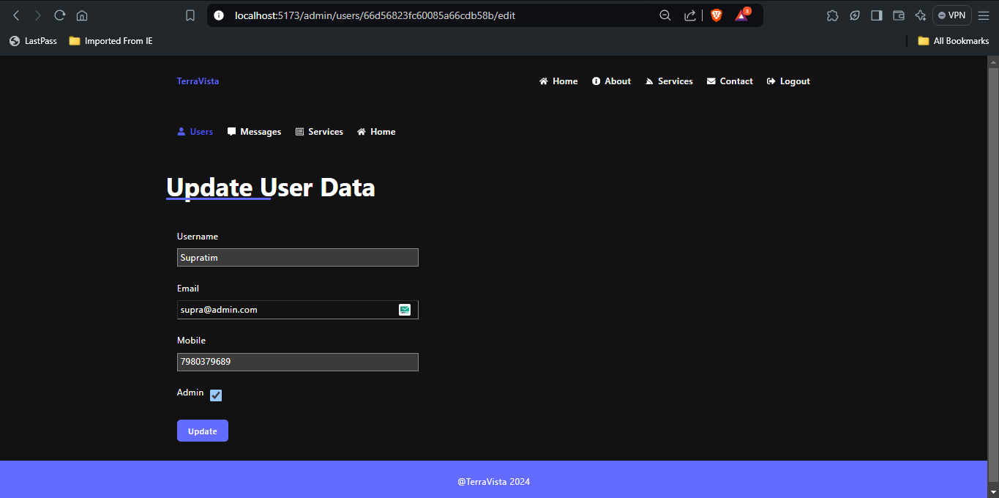 localhost:5173/admin/users/66d56823fc60085a66cdb58b/edit
3
VPN
LastPass Imported From IE All Bookmarks
TerraVista Home About Services Contact Logout
Users Messages Services Home
Update User Data
Username
Supratim
Email
supra@admin.com
Mobile
7980379689
Admin
Update
@TerraVista 2024